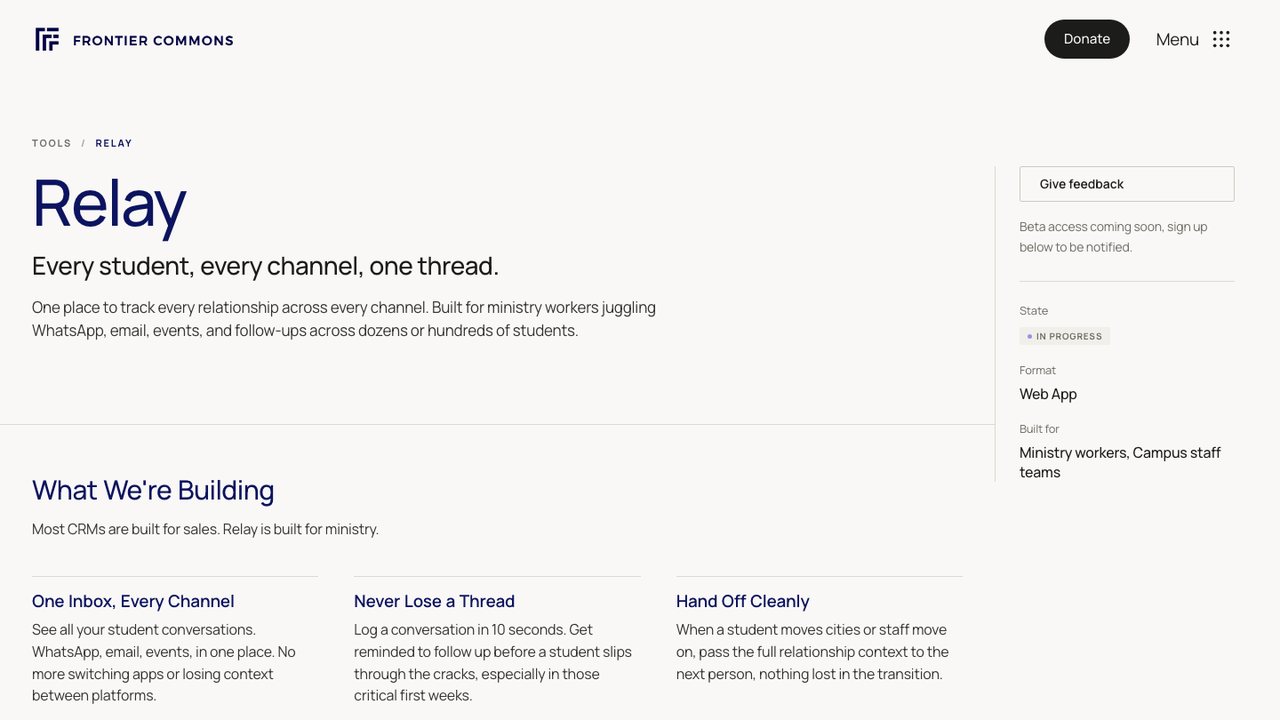 FRONTIER COMMONS
Donate
Menu
TOOLS / RELAY
Relay
Every student, every channel, one thread.
One place to track every relationship across every channel. Built for ministry workers juggling
WhatsApp, email, events, and follow-ups across dozens or hundreds of students.
Give feedback
Beta access coming soon, sign up
below to be notified.
State
IN PROGRESS
Format
Web App
Built for
Ministry workers, Campus staff
teams
What We're Building
Most CRMs are built for sales. Relay is built for ministry.
One Inbox, Every Channel
See all your student conversations.
WhatsApp, email, events, in one place. No
more switching apps or losing context
between platforms.
Never Lose a Thread
Log a conversation in 10 seconds. Get
reminded to follow up before a student slips
through the cracks, especially in those
critical first weeks.
Hand Off Cleanly
When a student moves cities or staff move
on, pass the full relationship context to the
next person, nothing lost in the transition.